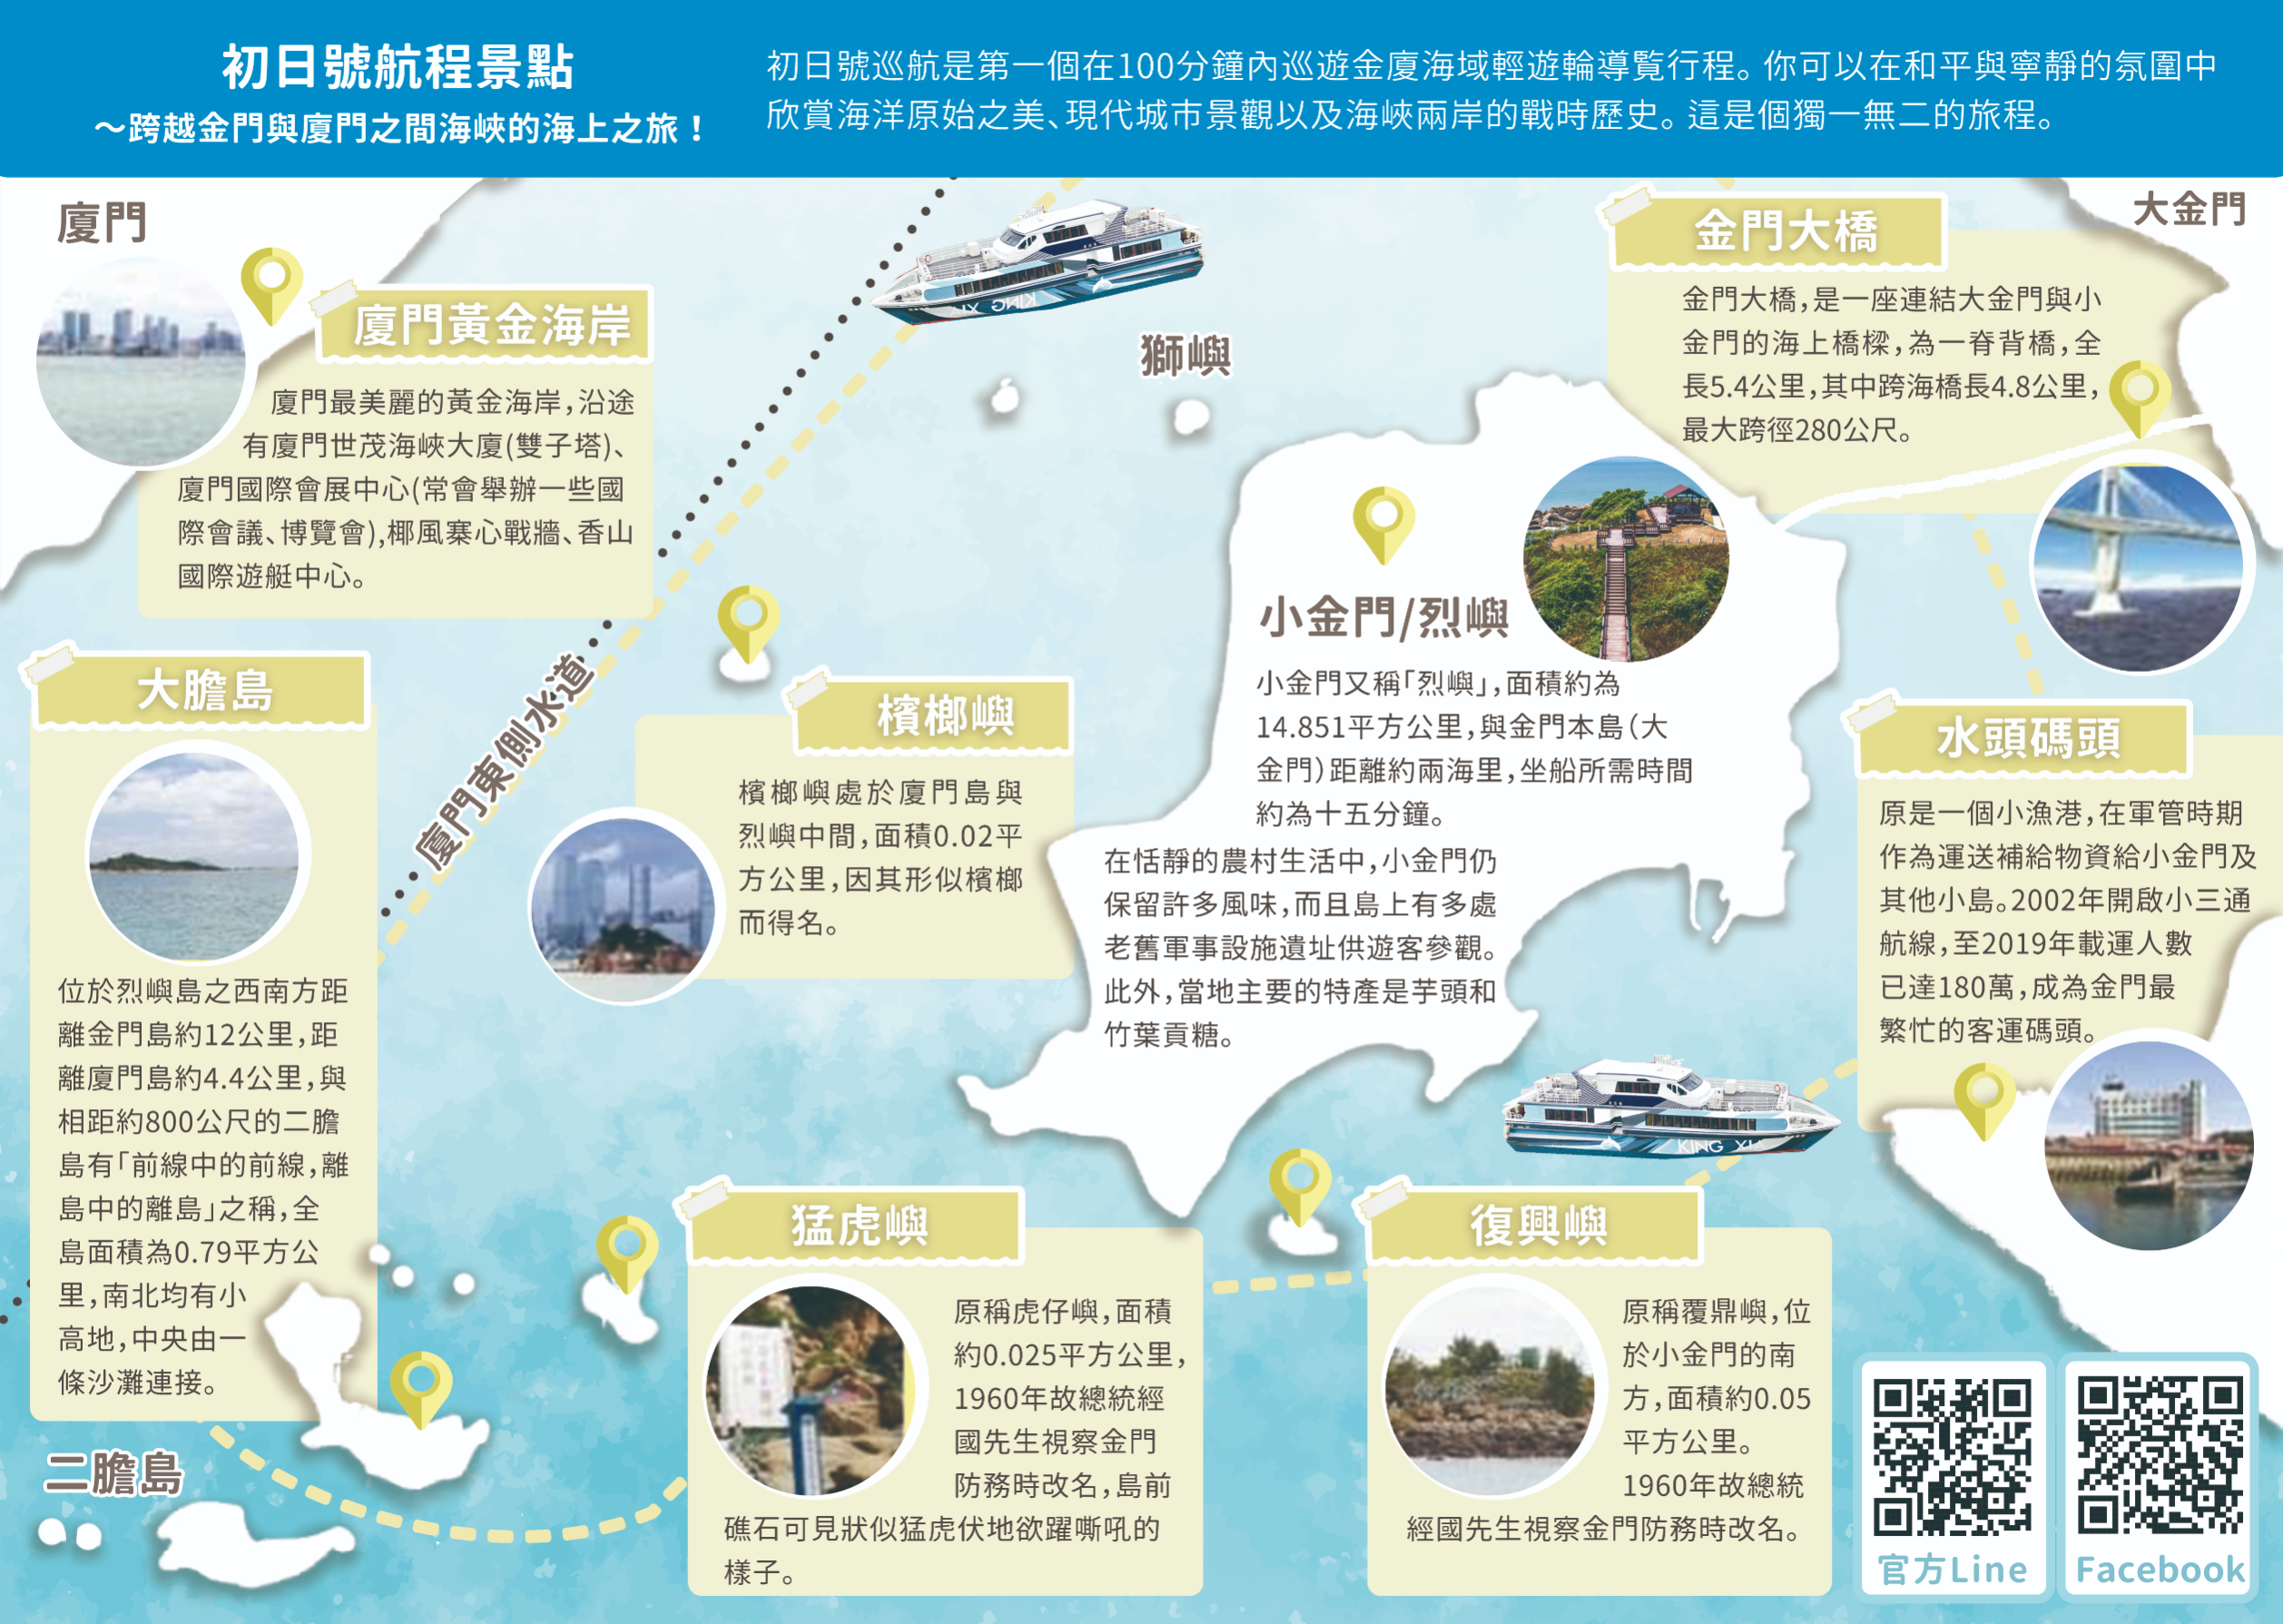 初日號航程景點
～跨越金門與廈門之間海峽的海上之旅！
初日號巡航是第一個在100分鐘內巡遊金廈海域輕遊輪導覽行程。你可以在和平與寧靜的氛圍中
欣賞海洋原始之美、現代城市景觀以及海峽兩岸的戰時歷史。這是個獨一無二的旅程。
廈門
廈門黃金海岸
廈門最美麗的黃金海岸，沿途
有廈門世茂海峽大廈(雙子塔)、
廈門國際會展中心(常會舉辦一些國
際會議、博覽會),椰風寨心戰牆、香山
國際遊艇中心。
KING XI
獅嶼
金門大橋
大金門
金門大橋，是一座連結大金門與小
金門的海上橋樑，為一脊背橋，全
長5.4公里，其中跨海橋長4.8公里，
最大跨徑280公尺。
大膽島
位於烈嶼島之西南方距
離金門島約12公里，距
離廈門島約4.4公里，與
相距約800公尺的二膽
島有「前線中的前線，離
島中的離島」之稱，全
島面積為0.79平方公
里，南北均有小
高地，中央由一
條沙灘連接。
廈門東側水道
檳榔嶼
檳榔嶼處於廈門島與
烈嶼中間，面積0.02平
方公里，因其形似檳榔
而得名。
小金門/烈嶼
小金門又稱「烈嶼」，面積約為
14.851平方公里，與金門本島（大
金門）距離約兩海里，坐船所需時間
約為十五分鐘。
在恬靜的農村生活中，小金門仍
保留許多風味，而且島上有多處
老舊軍事設施遺址供遊客參觀。
此外，當地主要的特產是芋頭和
竹葉貢糖。
水頭碼頭
原是一個小漁港，在軍管時期
作為運送補給物資給小金門及
其他小島。2002年開啟小三通
航線，至2019年載運人數
已達180萬，成為金門最
繁忙的客運碼頭。
KING XI
二膽島
猛虎嶼
原稱虎仔嶼，面積
約0.025平方公里，
1960年故總統經
國先生視察金門
防務時改名，島前
礁石可見狀似猛虎伏地欲躍嘶吼的
樣子。
復興嶼
原稱覆鼎嶼，位
於小金門的南
方，面積約0.05
平方公里。
1960年故總統
經國先生視察金門防務時改名。
官方Line
Facebook